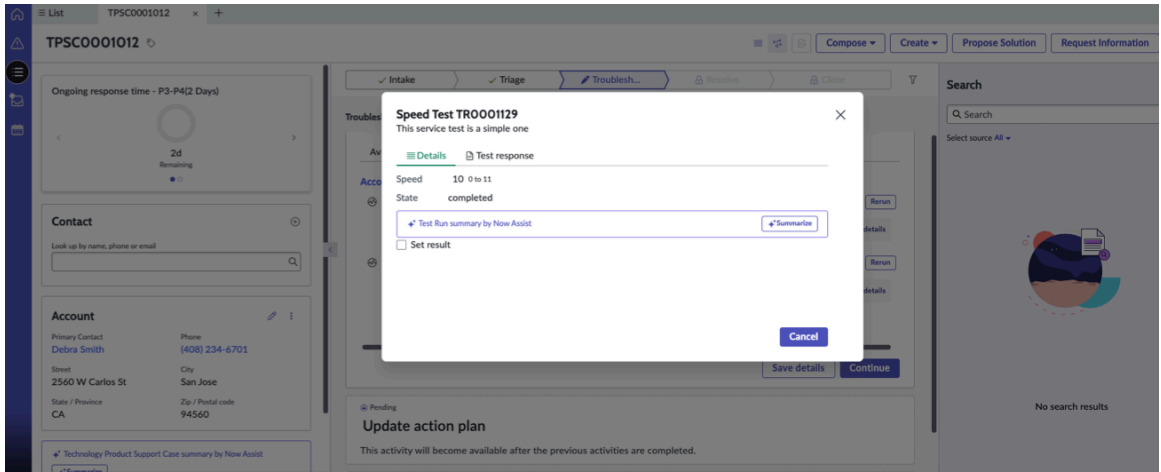 List
TPSC0001012
TPSC0001012
Compose
Create
Propose Solution
Request Information
Ongoing response time - P3-P4(2 Days)
2d
Remaining
Contact
Look up by name, phone or email
Account
Primary Contact
Phone
Debra Smith
(408) 234-6701
Street
City
2560 W Carlos St
San Jose
State / Province
Zip / Postal code
CA
94560
Technology Product Support Case summary by Now Assist
Summarize
Intake
Triage
Troublesh...
Resolve
Close
Troubles
Av
Acco
Rerun
details
Rerun
details
Speed Test TR0001129
This service test is a simple one
Details
Test response
Speed 10 0 to 11
State completed
Test Run summary by Now Assist
Summarize
Set result
Cancel
Save details
Continue
Pending
Update action plan
This activity will become available after the previous activities are completed.
Search
Search
Select source All
No search results